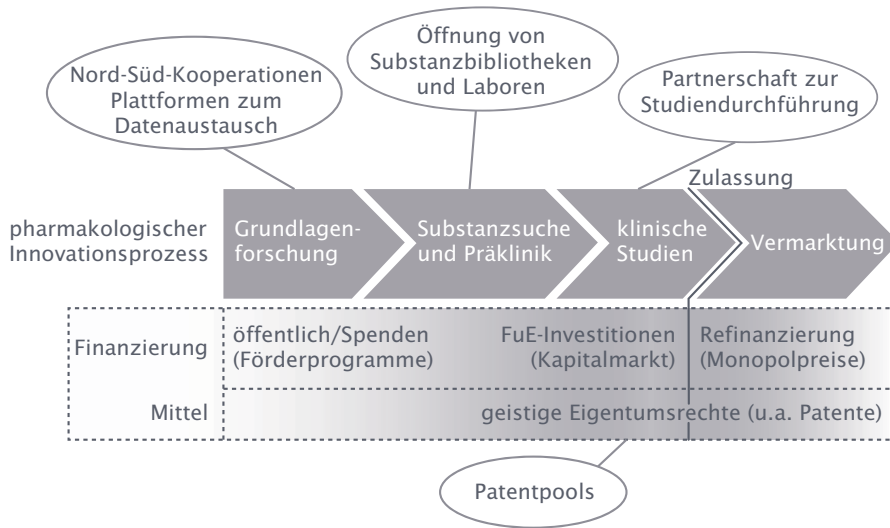 Nord-Süd-Kooperationen
Plattformen zum
Datenaustausch
Öffnung von
Substanzbibliotheken
und Laboren
Partnerschaft zur
Studiendurchführung
Zulassung
pharmakologischer
Innovationsprozess
Grundlagen-
forschung
Substanzsuche
und Präklinik
klinische
Studien
Vermarktung
Finanzierung
öffentlich/Spenden
(Förderprogramme)
FuE-Investitionen
(Kapitalmarkt)
Refinanzierung
(Monopolpreise)
Mittel
geistige Eigentumsrechte (u.a. Patente)
Patentpools